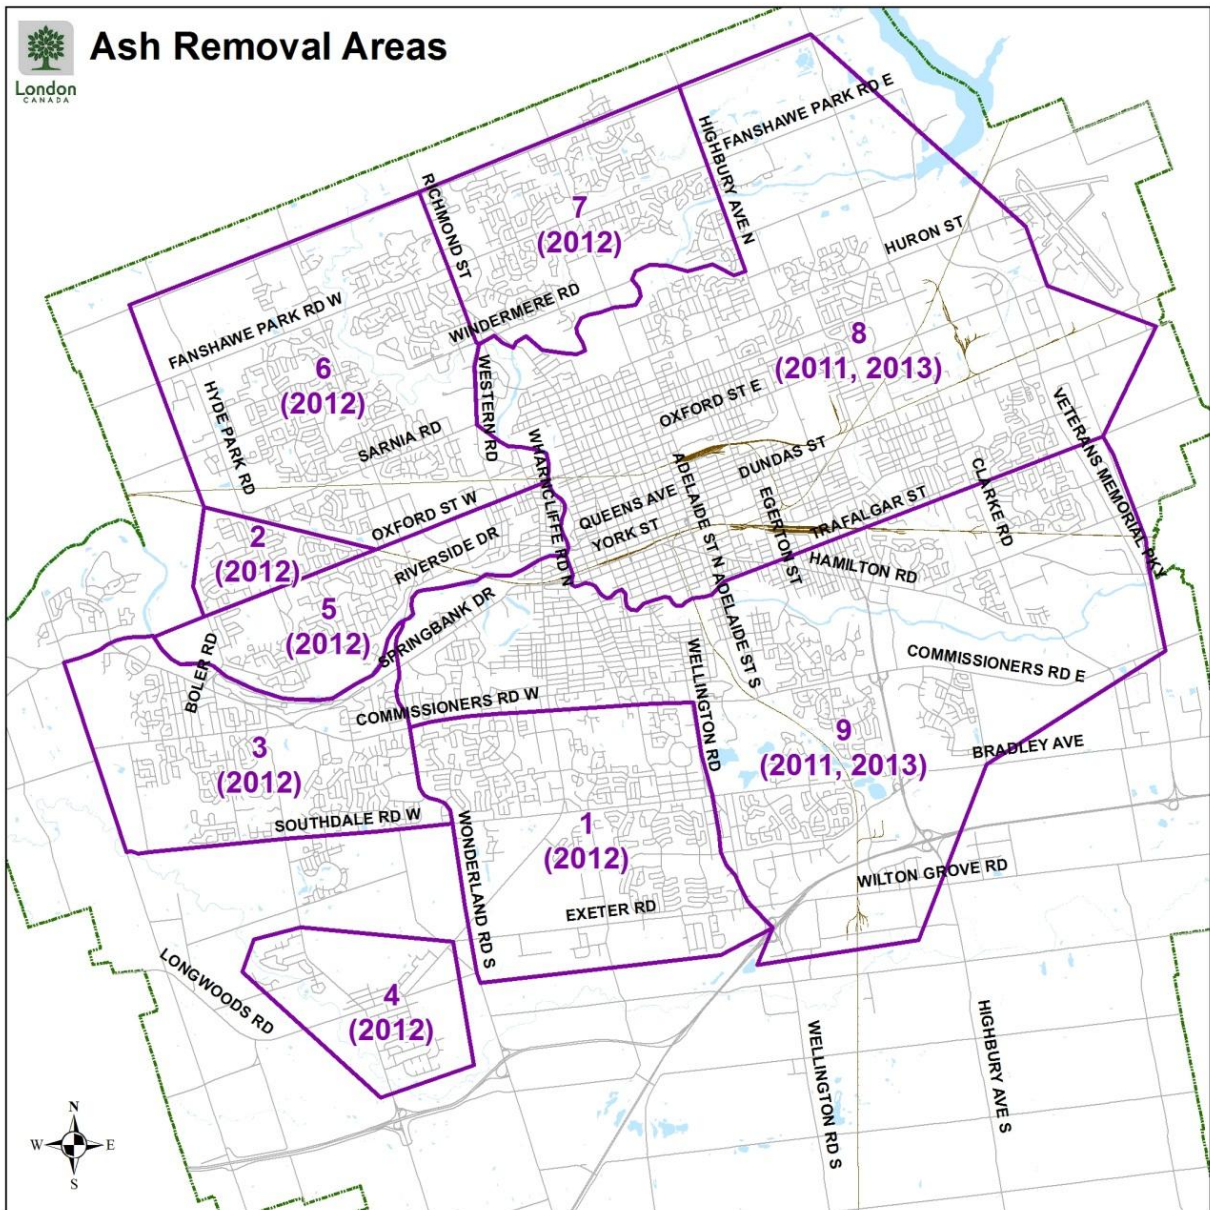 Ash Removal Areas
London
CANADA
FANSHAWE PARK RD E
HIGHBURY AVE N
RICHMOND ST
7
(2012)
HURON ST
WINDERMERE RD
FANSHAWE PARK RD W
8
(2011, 2013)
6
(2012)
WESTERN RD
HYDE PARK RD
OXFORD ST E
SARNIA RD
WHARNCLIFFE RD N
VETERANS MEMORIAL PKY
DUNDAS ST
ADELAIDE ST N
CLARKE RD
QUEENS AVE
EGERTON ST
OXFORD ST W
TRAFALGAR ST
YORK ST
2
(2012)
RIVERSIDE DR
HAMILTON RD
5
(2012)
SPRINGBANK DR
ADELAIDE ST S
BOLER RD
WELLINGTON RD
COMMISSIONERS RD E
COMMISSIONERS RD W
9
(2011, 2013)
BRADLEY AVE
3
(2012)
SOUTHDALE RD W
1
(2012)
WONDERLAND RD S
WILTON GROVE RD
EXETER RD
LONGWOODS RD
4
(2012)
HIGHBURY AVE S
WELLINGTON RD S
N
W E
S